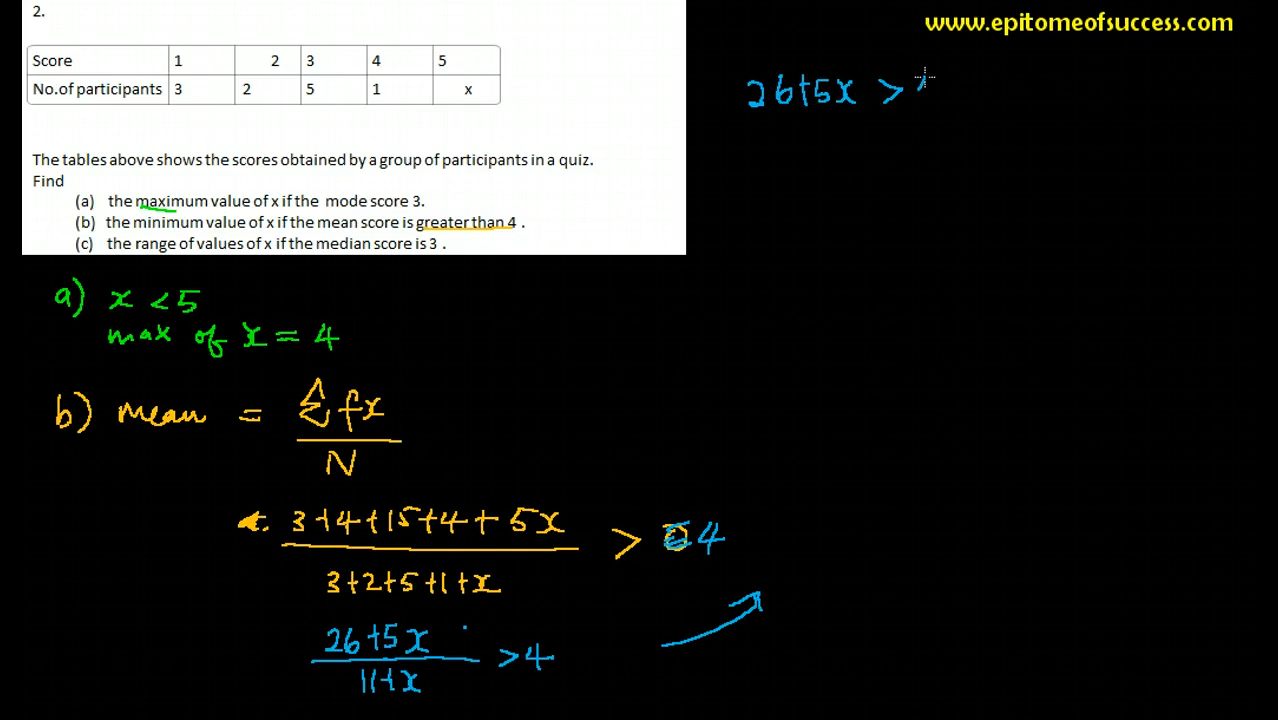 2.
www.epitomeofsuccess.com
Score 1 2 3 4 5
No.of participants 3 2 5 1 x
The tables above shows the scores obtained by a group of participants in a quiz.
Find
(a) the maximum value of x if the mode score 3.
(b) the minimum value of x if the mean score is greater than 4 .
(c) the range of values of x if the median score is 3 .
a) x < 5
max of x = 4
b) mean = Σfx
N
3+4+15+4+5x > 4
3+2+5+1+x
26+5x > 4
11+x
26+5x >